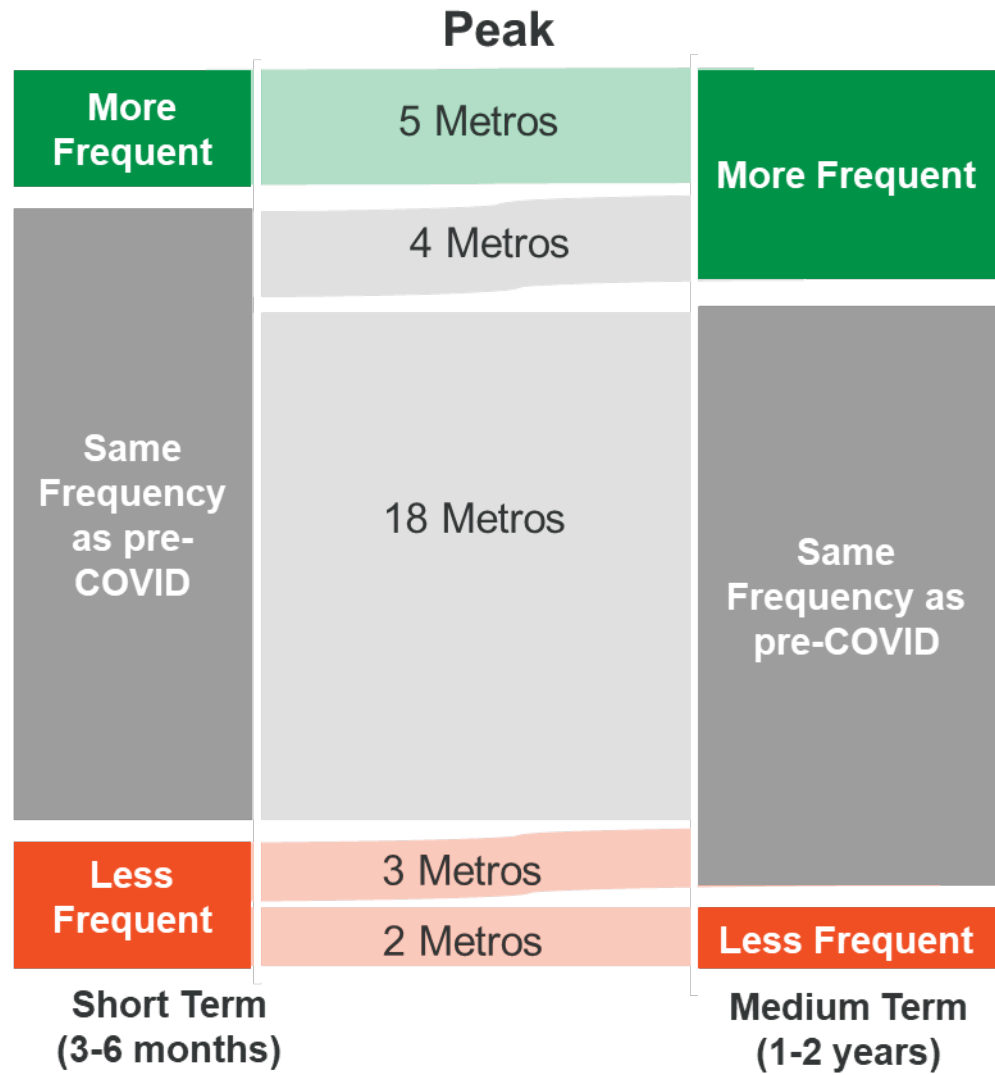 Peak
More
Frequent
5 Metros
More Frequent
4 Metros
Same
Frequency
as pre-
COVID
18 Metros
Same
Frequency as
pre-COVID
Less
Frequent
3 Metros
2 Metros
Less Frequent
Short Term
(3-6 months)
Medium Term
(1-2 years)